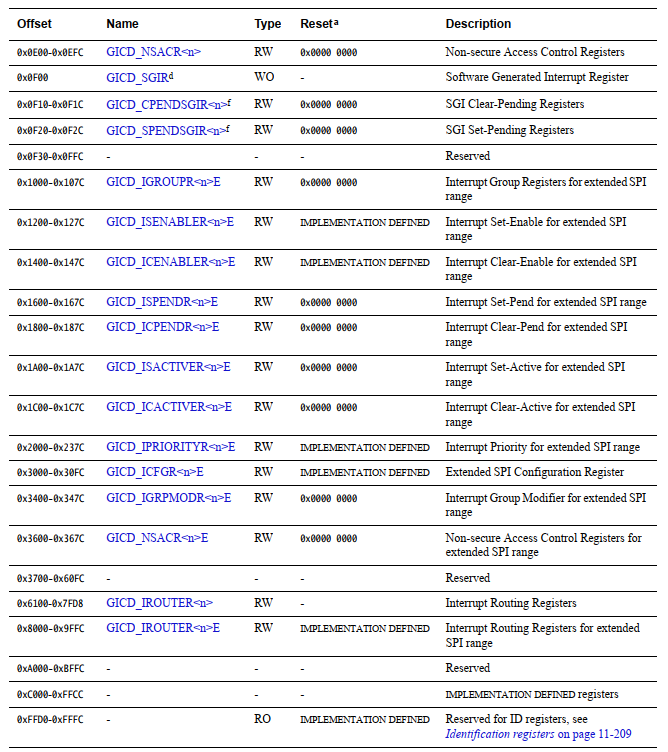 Offset Name Type Reset a Description
0x0E00-0x0EFC GICD_NSACR<n> RW 0x0000 0000 Non-secure Access Control Registers
0x0F00 GICD_SGIR d WO - Software Generated Interrupt Register
0x0F10-0x0F1C GICD_CPENDSGIR<n> f RW 0x0000 0000 SGI Clear-Pending Registers
0x0F20-0x0F2C GICD_SPENDSGIR<n> f RW 0x0000 0000 SGI Set-Pending Registers
0x0F30-0x0FFC - - - Reserved
0x1000-0x107C GICD_IGROUPR<n>E RW 0x0000 0000 Interrupt Group Registers for extended SPI
range
0x1200-0x127C GICD_ISENABLER<n>E RW IMPLEMENTATION DEFINED Interrupt Set-Enable for extended SPI
range
0x1400-0x147C GICD_ICENABLER<n>E RW IMPLEMENTATION DEFINED Interrupt Clear-Enable for extended SPI
range
0x1600-0x167C GICD_ISPENDR<n>E RW 0x0000 0000 Interrupt Set-Pend for extended SPI range
0x1800-0x187C GICD_ICPENDR<n>E RW 0x0000 0000 Interrupt Clear-Pend for extended SPI
range
0x1A00-0x1A7C GICD_ISACTIVER<n>E RW 0x0000 0000 Interrupt Set-Active for extended SPI
range
0x1C00-0x1C7C GICD_ICACTIVER<n>E RW 0x0000 0000 Interrupt Clear-Active for extended SPI
range
0x2000-0x237C GICD_IPRIORITYR<n>E RW IMPLEMENTATION DEFINED Interrupt Priority for extended SPI range
0x3000-0x30FC GICD_ICFGR<n>E RW IMPLEMENTATION DEFINED Extended SPI Configuration Register
0x3400-0x347C GICD_IGRPMODR<n>E RW 0x0000 0000 Interrupt Group Modifier for extended SPI
range
0x3600-0x367C GICD_NSACR<n>E RW 0x0000 0000 Non-secure Access Control Registers for
extended SPI range
0x3700-0x60FC - - - Reserved
0x6100-0x7FD8 GICD_IROUTER<n> RW - Interrupt Routing Registers
0x8000-0x9FFC GICD_IROUTER<n>E RW IMPLEMENTATION DEFINED Interrupt Routing Registers for extended
SPI range
0xA000-0xBFFC - - - Reserved
0xC000-0xFFCC - - - IMPLEMENTATION DEFINED registers
0xFFD0-0xFFFC - RO IMPLEMENTATION DEFINED Reserved for ID registers, see
Identification registers on page 11-209